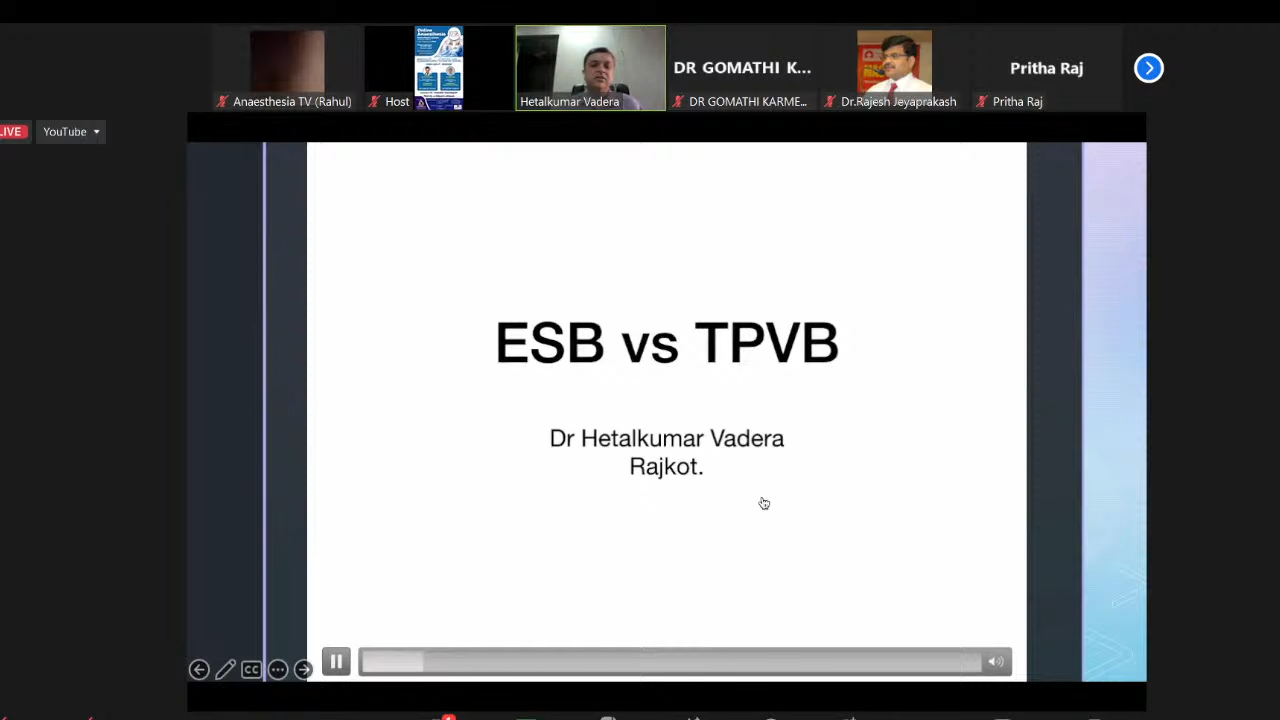 DR GOMATHI K...
Pritha Raj
Anaesthesia TV (Rahul)
Host
Hetalkumar Vadera
DR GOMATHI KARME...
Dr.Rajesh Jeyaprakash
Pritha Raj
LIVE
YouTube
ESB vs TPVB
Dr Hetalkumar Vadera
Rajkot.
CC